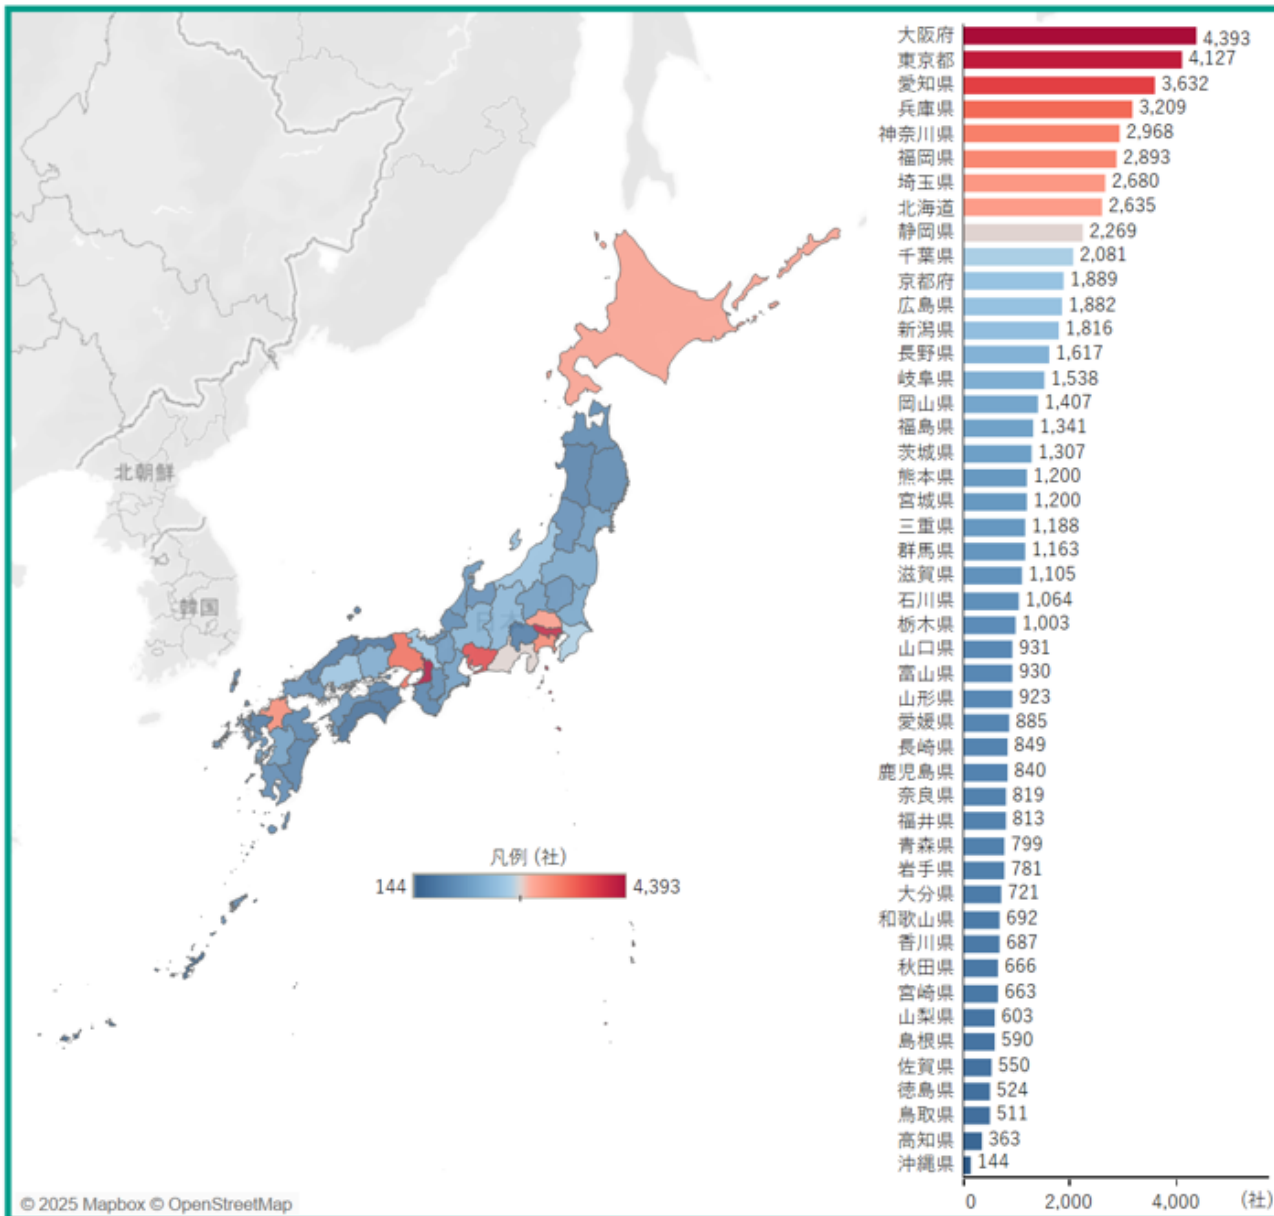 大阪府 4,393
東京都 4,127
愛知県 3,632
兵庫県 3,209
神奈川県 2,968
福岡県 2,893
埼玉県 2,680
北海道 2,635
静岡県 2,269
千葉県 2,081
京都府 1,889
広島県 1,882
新潟県 1,816
長野県 1,617
岐阜県 1,538
岡山県 1,407
福島県 1,341
茨城県 1,307
熊本県 1,200
宮城県 1,200
三重県 1,188
群馬県 1,163
滋賀県 1,105
石川県 1,064
栃木県 1,003
山口県 931
富山県 930
山形県 923
愛媛県 885
長崎県 849
鹿児島県 840
奈良県 819
福井県 813
青森県 799
岩手県 781
大分県 721
和歌山県 692
香川県 687
秋田県 666
宮崎県 663
山梨県 603
島根県 590
佐賀県 550
徳島県 524
鳥取県 511
高知県 363
沖縄県 144
0 2,000 4,000 (社)
北朝鮮
韓国
日本
凡例 (社)
144 4,393
© 2025 Mapbox © OpenStreetMap